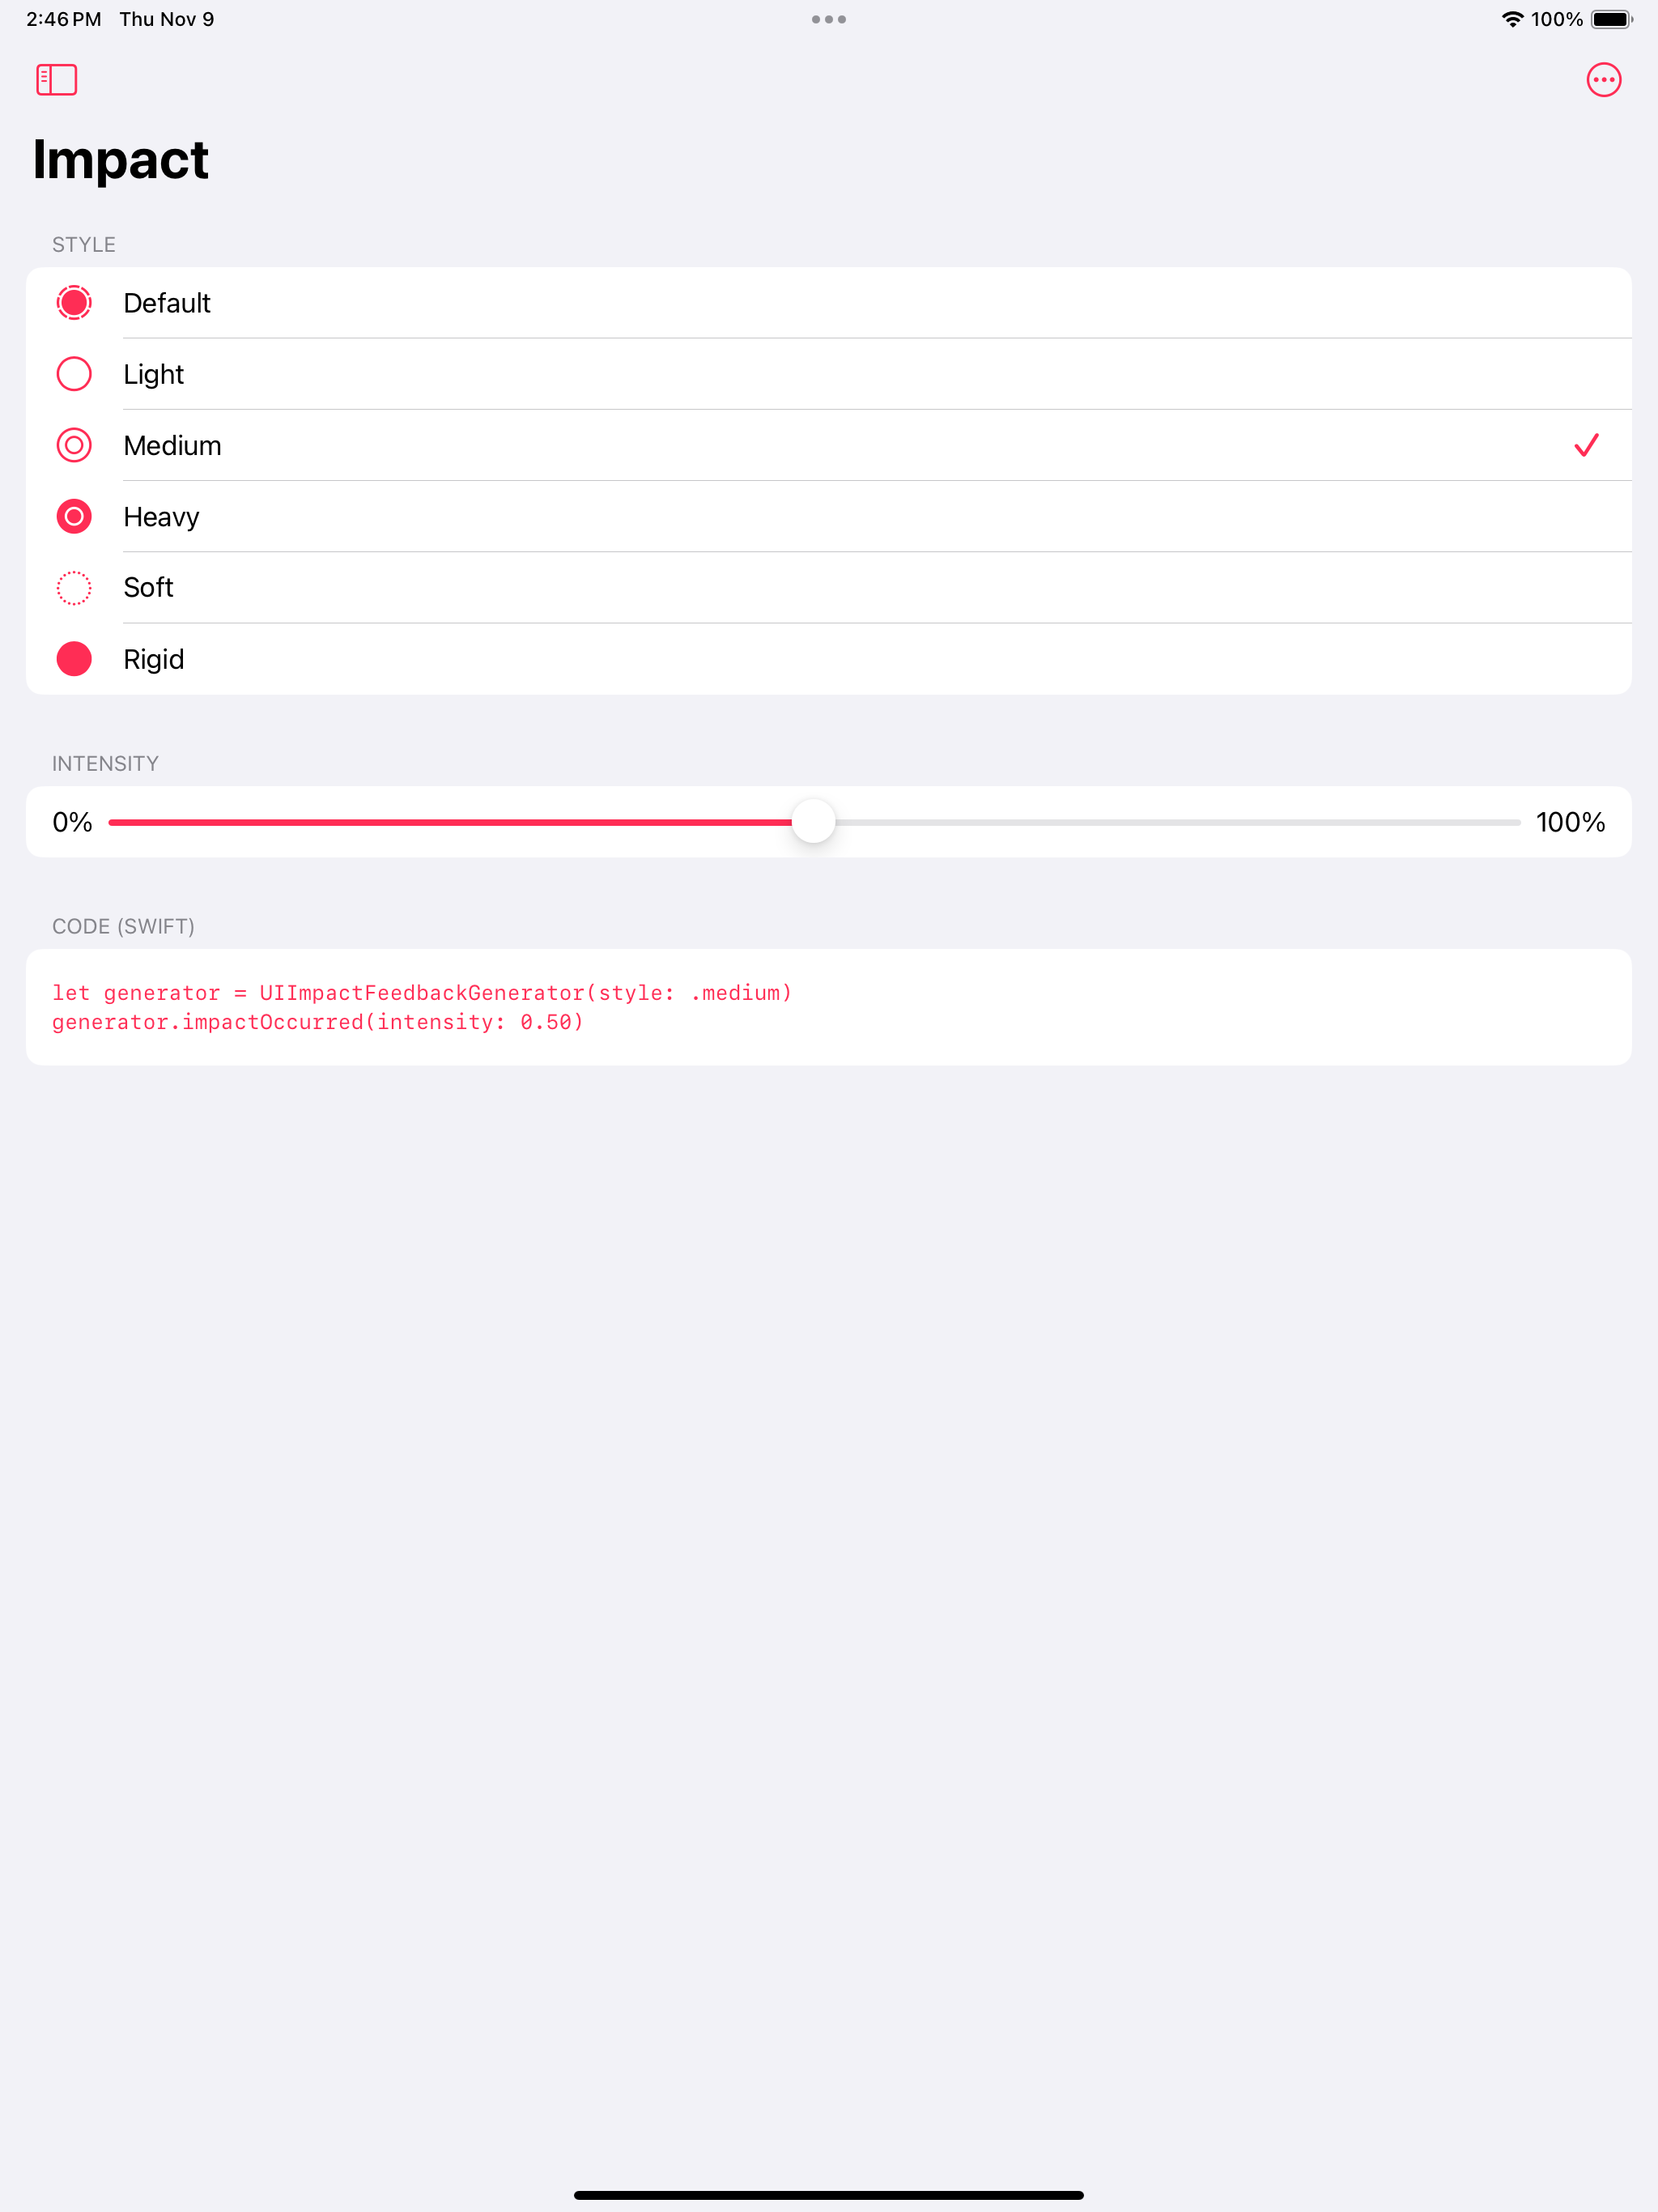 2:46 PM Thu Nov 9 100%
Impact
STYLE
Default
Light
Medium
Heavy
Soft
Rigid
INTENSITY
0% 100%
CODE (SWIFT)
let generator = UIImpactFeedbackGenerator(style: .medium)
generator.impactOccurred(intensity: 0.50)